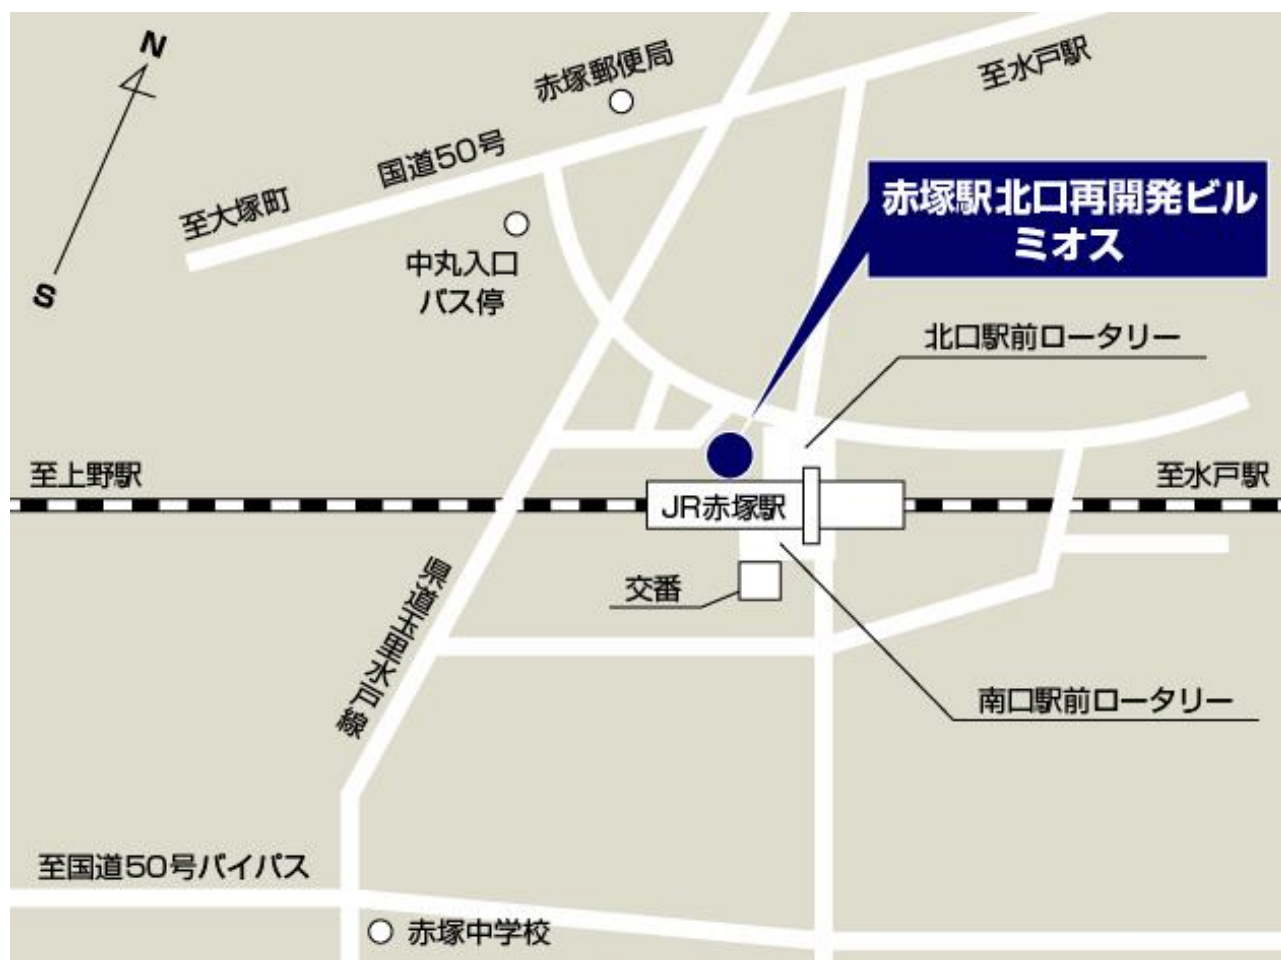 N
赤塚郵便局
至水戸駅
国道50号
至大塚町
赤塚駅北口再開発ビル
ミオス
S
中丸入口
バス停
北口駅前ロータリー
至上野駅
至水戸駅
JR赤塚駅
県道玉里水戸線
交番
南口駅前ロータリー
至国道50号バイパス
赤塚中学校